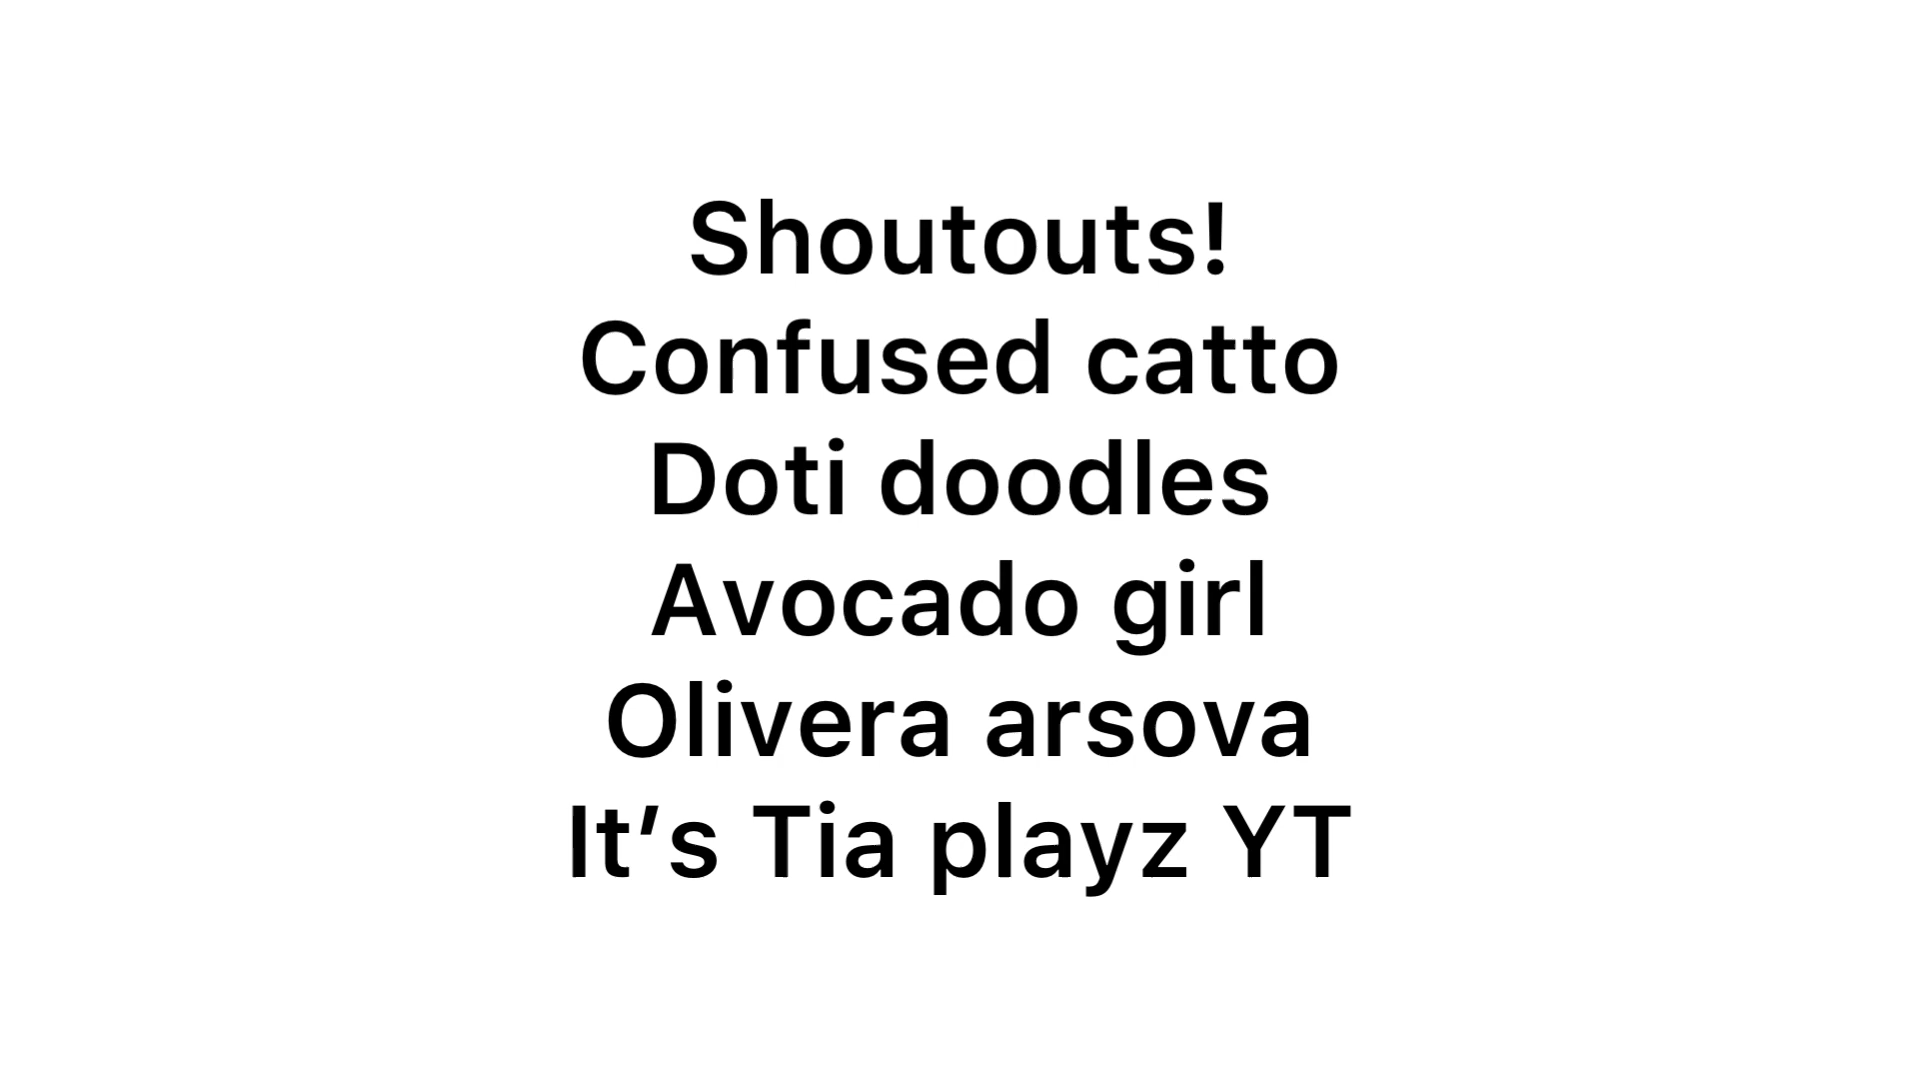 Shoutouts!
Confused catto
Doti doodles
Avocado girl
Olivera arsova
It’s Tia playz YT